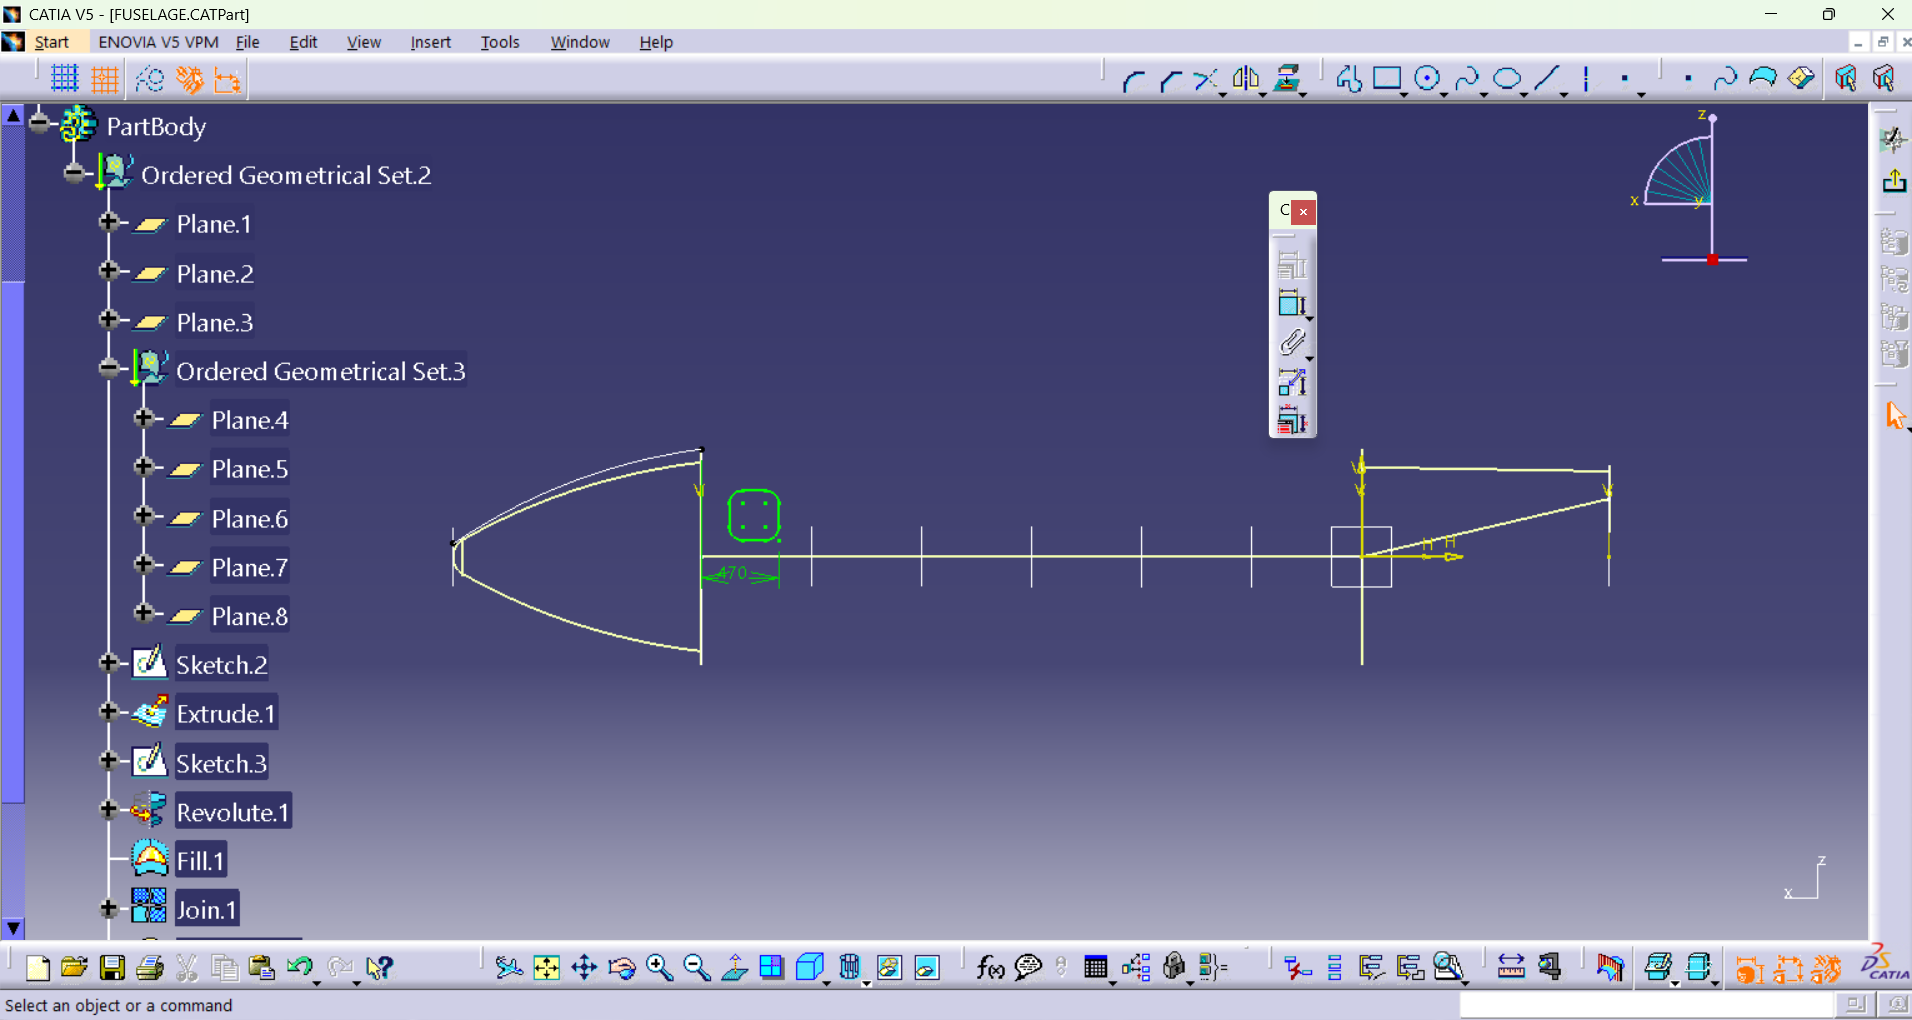 CATIA V5 - [FUSELAGE.CATPart]
Start ENOVIA V5 VPM File Edit View Insert Tools Window Help
PartBody
Ordered Geometrical Set.2
Plane.1
Plane.2
Plane.3
Ordered Geometrical Set.3
Plane.4
Plane.5
Plane.6
Plane.7
Plane.8
Sketch.2
Extrude.1
Sketch.3
Revolute.1
Fill.1
Join.1
C
z
x
y
V
V
V
V
470
H H
z
x
f(x)
CATIA
Select an object or a command